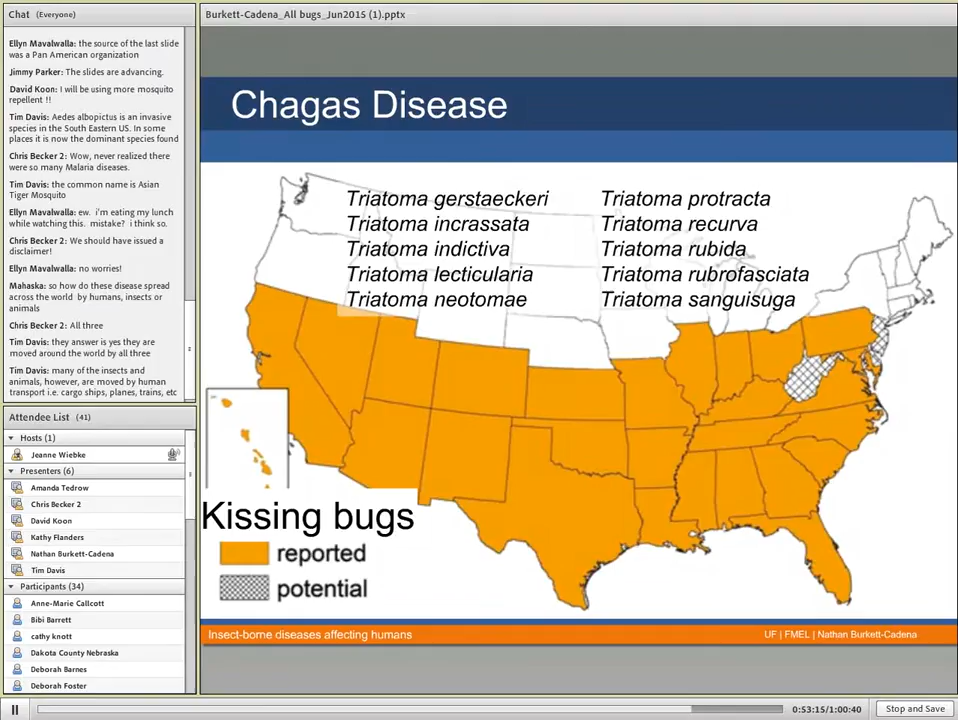 Chat (Everyone)
Ellyn Mavalwalla: the source of the last slide
was a Pan American organization
Jimmy Parker: The slides are advancing.
David Koon: I will be using more mosquito
repellent !!
Tim Davis: Aedes albopictus is an invasive
species in the South Eastern US. In some
places it is now the dominant species found
Chris Becker 2: Wow, never realized there
were so many Malaria diseases.
Tim Davis: the common name is Asian
Tiger Mosquito
Ellyn Mavalwalla: ew. i'm eating my lunch
while watching this. mistake? i think so.
Chris Becker 2: We should have issued a
disclaimer!
Ellyn Mavalwalla: no worries!
Mahaska: so how do these disease spread
across the world by humans, insects or
animals
Chris Becker 2: All three
Tim Davis: they answer is yes they are
moved around the world by all three
Tim Davis: many of the insects and
animals, however, are moved by human
transport i.e. cargo ships, planes, trains, etc
Attendee List (41)
Hosts (1)
Jeanne Wiebke
Presenters (6)
Amanda Tedrow
Chris Becker 2
David Koon
Kathy Flanders
Nathan Burkett-Cadena
Tim Davis
Participants (34)
Anne-Marie Callcott
Bibi Barrett
cathy knott
Dakota County Nebraska
Deborah Barnes
Deborah Foster
Burkett-Cadena_All bugs_Jun2015 (1).pptx
Chagas Disease
Triatoma gerstaeckeri
Triatoma incrassata
Triatoma indictiva
Triatoma lecticularia
Triatoma neotomae
Triatoma protracta
Triatoma recurva
Triatoma rubida
Triatoma rubrofasciata
Triatoma sanguisuga
Kissing bugs
reported
potential
Insect-borne diseases affecting humans
UF | FMEL | Nathan Burkett-Cadena
0:53:15/1:00:40
Stop and Save